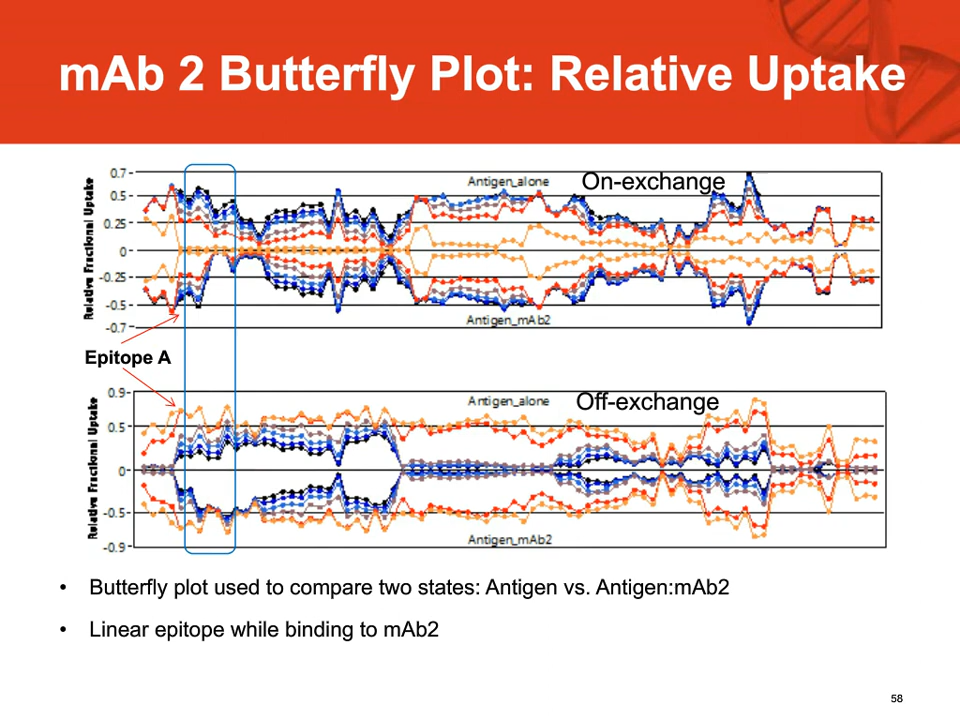 mAb 2 Butterfly Plot: Relative Uptake
Relative Fractional Uptake
0.7
0.5
0.25
0
-0.25
-0.5
-0.7
Antigen_alone
On-exchange
Antigen_mAb2
Epitope A
Relative Fractional Uptake
0.9
0.5
0
-0.5
-0.9
Antigen_alone
Off-exchange
Antigen_mAb2
• Butterfly plot used to compare two states: Antigen vs. Antigen:mAb2
• Linear epitope while binding to mAb2
58